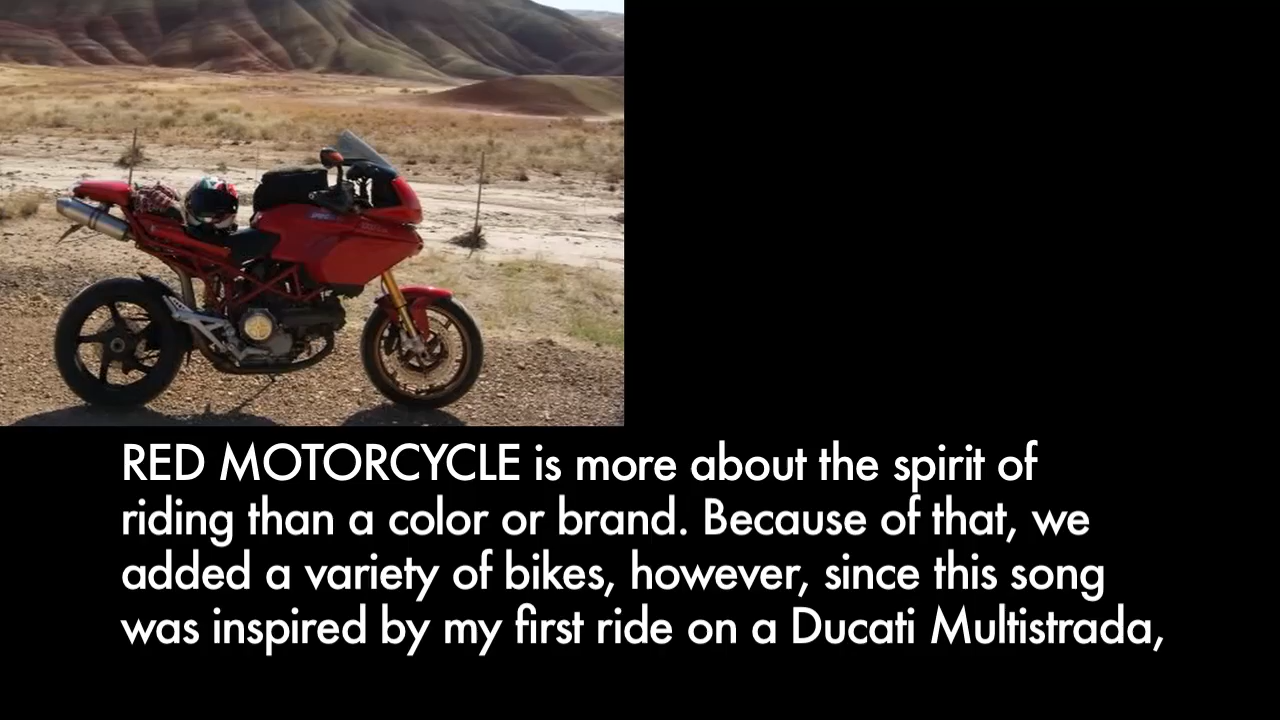 RED MOTORCYCLE is more about the spirit of
riding than a color or brand. Because of that, we
added a variety of bikes, however, since this song
was inspired by my first ride on a Ducati Multistrada,